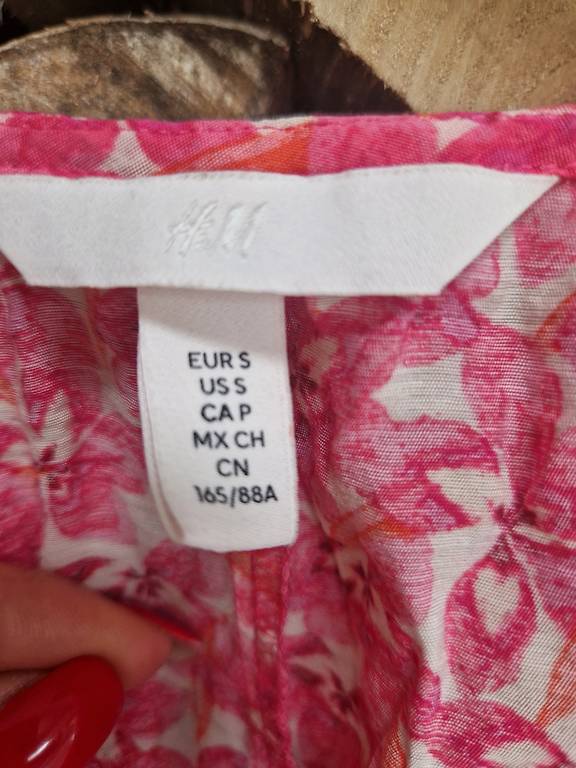 H&M
EUR S
US S
CA P
MX CH
CN
165/88A